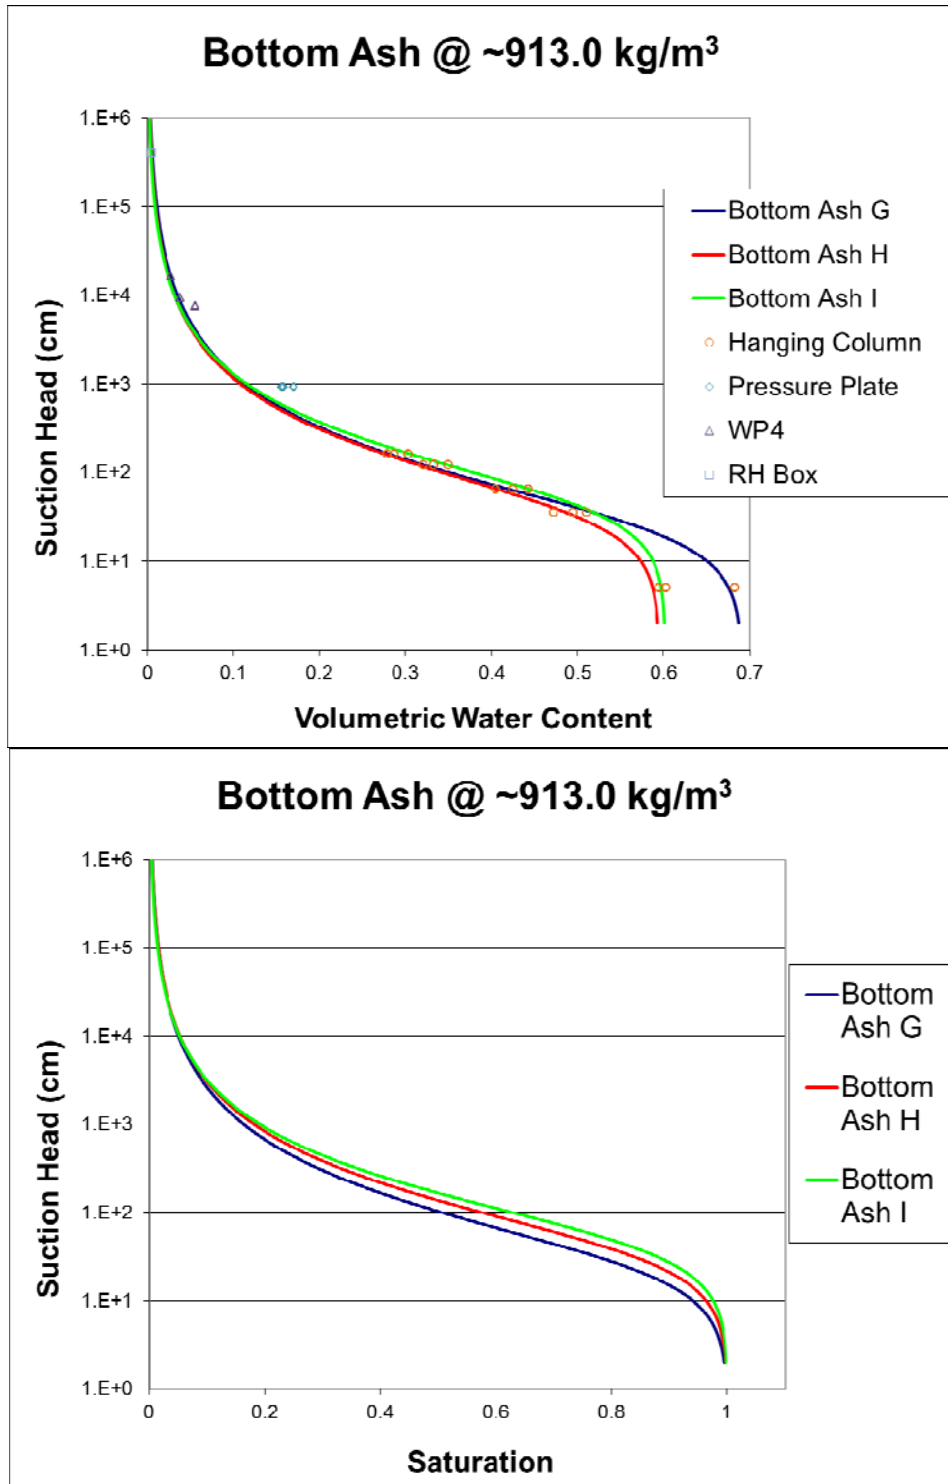 Bottom Ash @ ~913.0 kg/m³
1.E+6
1.E+5
1.E+4
1.E+3
1.E+2
1.E+1
1.E+0
Suction Head (cm)
0 0.1 0.2 0.3 0.4 0.5 0.6 0.7
Volumetric Water Content
Bottom Ash G
Bottom Ash H
Bottom Ash I
Hanging Column
Pressure Plate
WP4
RH Box
Bottom Ash @ ~913.0 kg/m³
1.E+6
1.E+5
1.E+4
1.E+3
1.E+2
1.E+1
1.E+0
Suction Head (cm)
0 0.2 0.4 0.6 0.8 1
Saturation
Bottom
Ash G
Bottom
Ash H
Bottom
Ash I